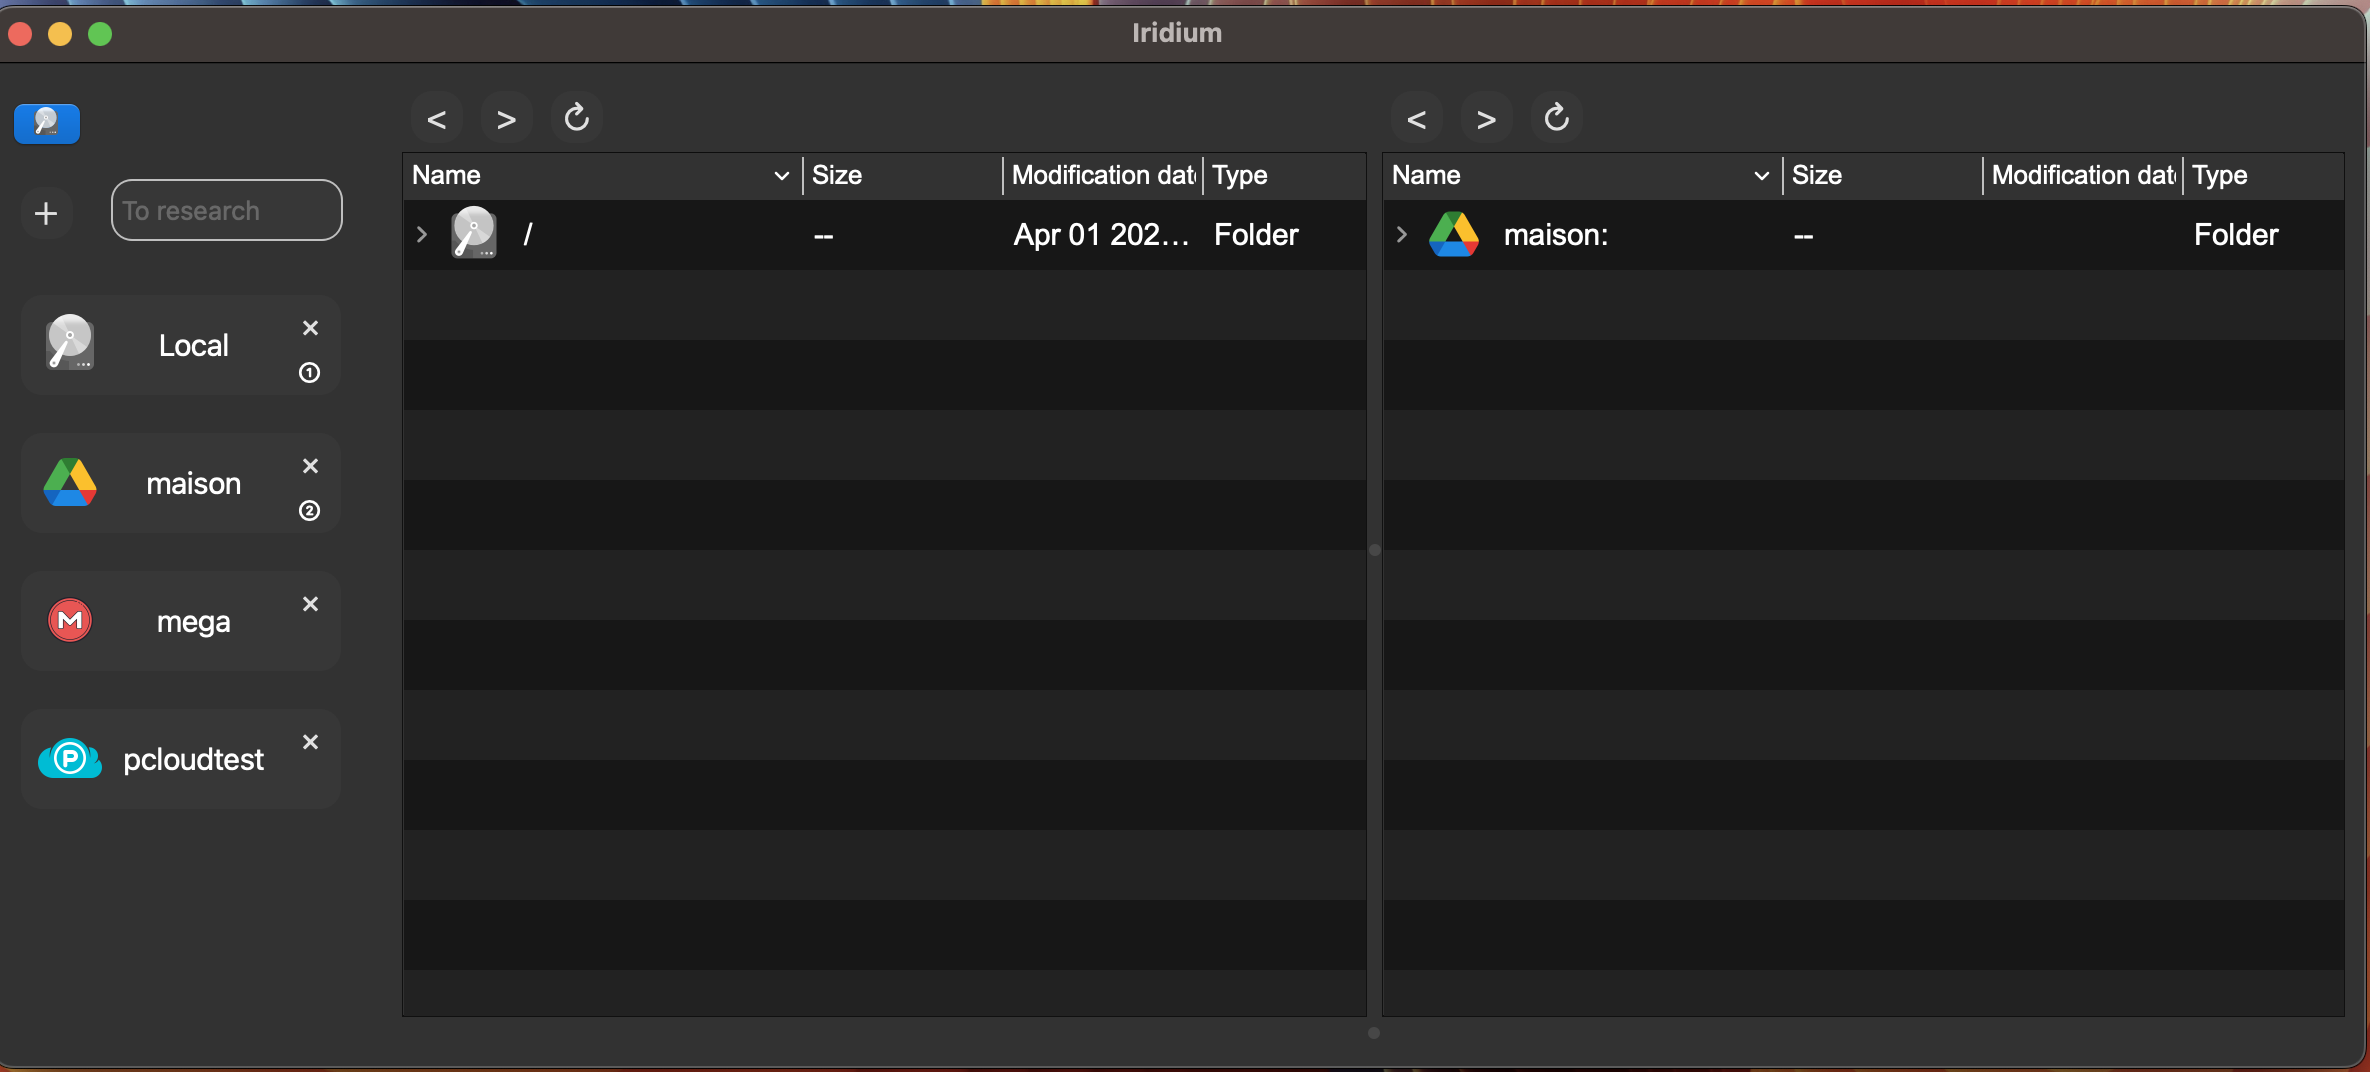 Iridium
To research
Local
1
maison
2
M
mega
P
pcloudtest
< >
Name Size Modification dat Type
/ -- Apr 01 202... Folder
< >
Name Size Modification dat Type
maison: -- Folder